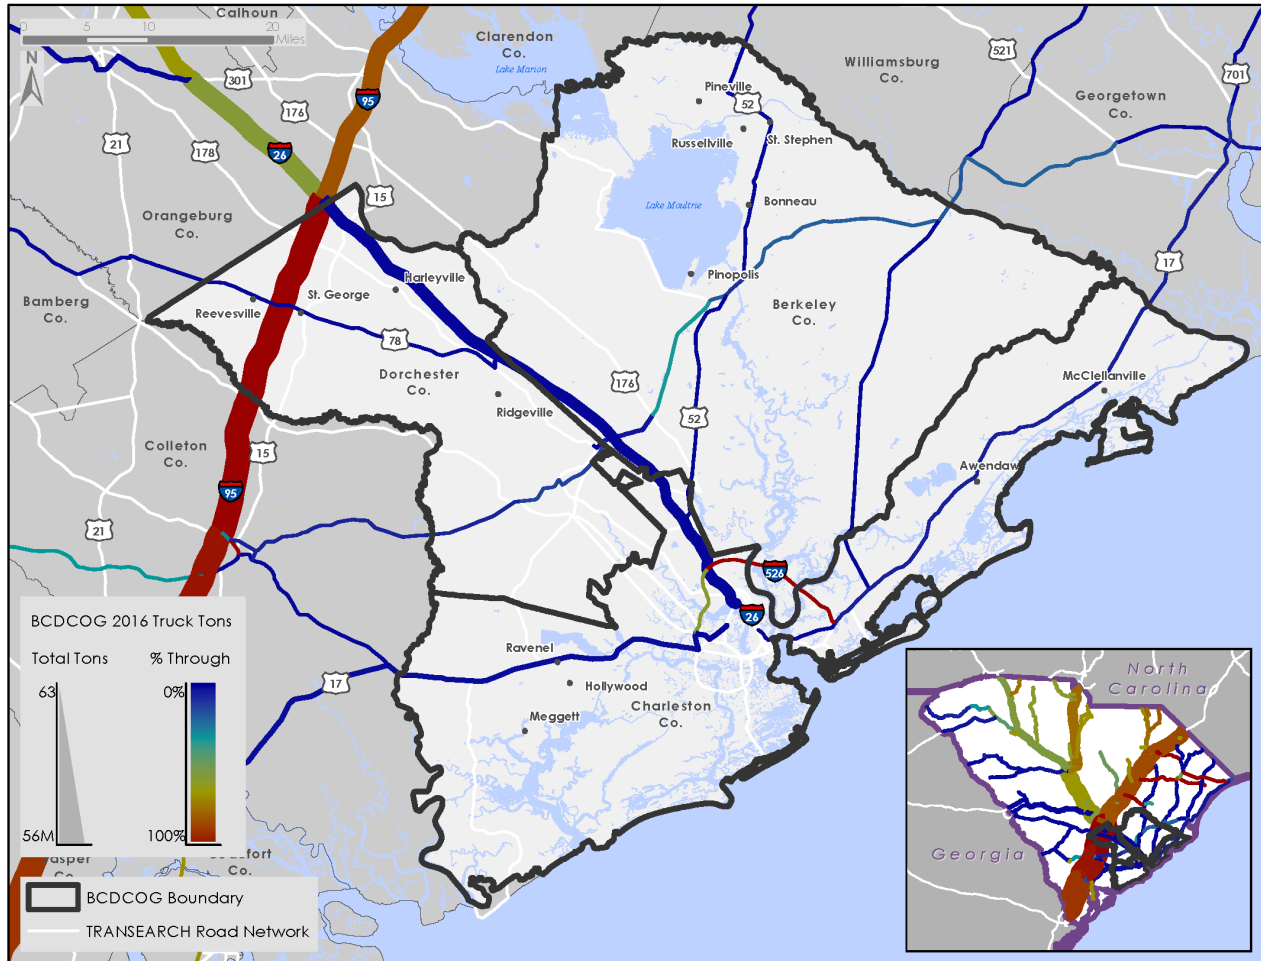 Calhoun
0 5 10 20
Miles
N
301
176
26
95
21
178
15
Clarendon
Co.
Lake Marion
Williamsburg
Co.
521
701
Georgetown
Co.
Pineville
52
Russellville
St. Stephen
Lake Moultrie
Bonneau
Orangeburg
Co.
Pinopolis
17
Harleyville
St. George
Reevesville
Bamberg
Co.
Berkeley
Co.
78
Dorchester
Co.
176
McClellanville
Ridgeville
52
Colleton
Co.
15
Awendaw
95
21
526
26
BCDCOG 2016 Truck Tons
Total Tons % Through
63 0%
56M 100%
Ravenel
17
Hollywood
Meggett
Charleston
Co.
North
Carolina
Georgia
asper
Co.
Co.
BCDCOG Boundary
TRANSEARCH Road Network